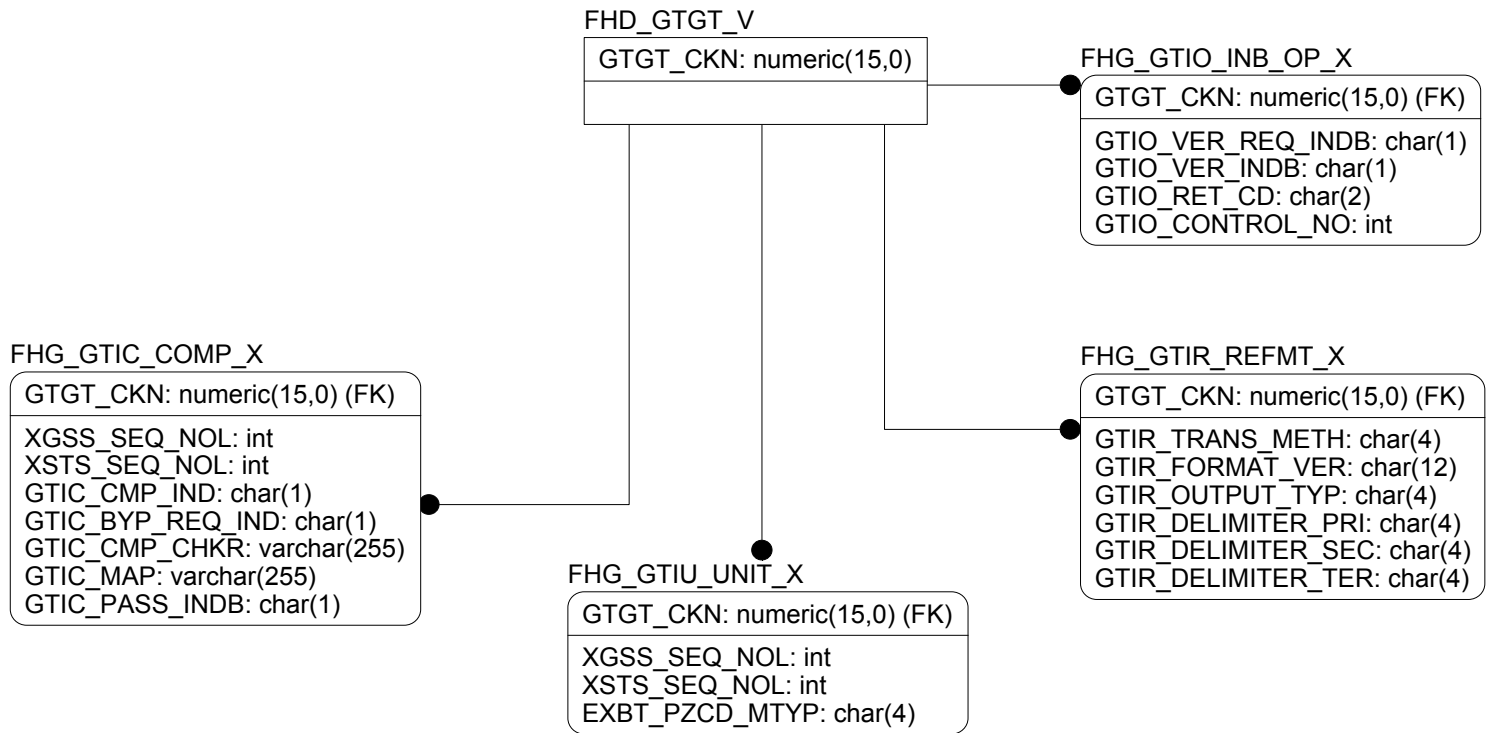 FHD_GTGT_V
GTGT_CKN: numeric(15,0)
FHG_GTIO_INB_OP_X
GTGT_CKN: numeric(15,0) (FK)
GTIO_VER_REQ_INDB: char(1)
GTIO_VER_INDB: char(1)
GTIO_RET_CD: char(2)
GTIO_CONTROL_NO: int
FHG_GTIC_COMP_X
GTGT_CKN: numeric(15,0) (FK)
XGSS_SEQ_NOL: int
XSTS_SEQ_NOL: int
GTIC_CMP_IND: char(1)
GTIC_BYP_REQ_IND: char(1)
GTIC_CMP_CHKR: varchar(255)
GTIC_MAP: varchar(255)
GTIC_PASS_INDB: char(1)
FHG_GTIR_REFMT_X
GTGT_CKN: numeric(15,0) (FK)
GTIR_TRANS_METH: char(4)
GTIR_FORMAT_VER: char(12)
GTIR_OUTPUT_TYP: char(4)
GTIR_DELIMITER_PRI: char(4)
GTIR_DELIMITER_SEC: char(4)
GTIR_DELIMITER_TER: char(4)
FHG_GTIU_UNIT_X
GTGT_CKN: numeric(15,0) (FK)
XGSS_SEQ_NOL: int
XSTS_SEQ_NOL: int
EXBT_PZCD_MTYP: char(4)